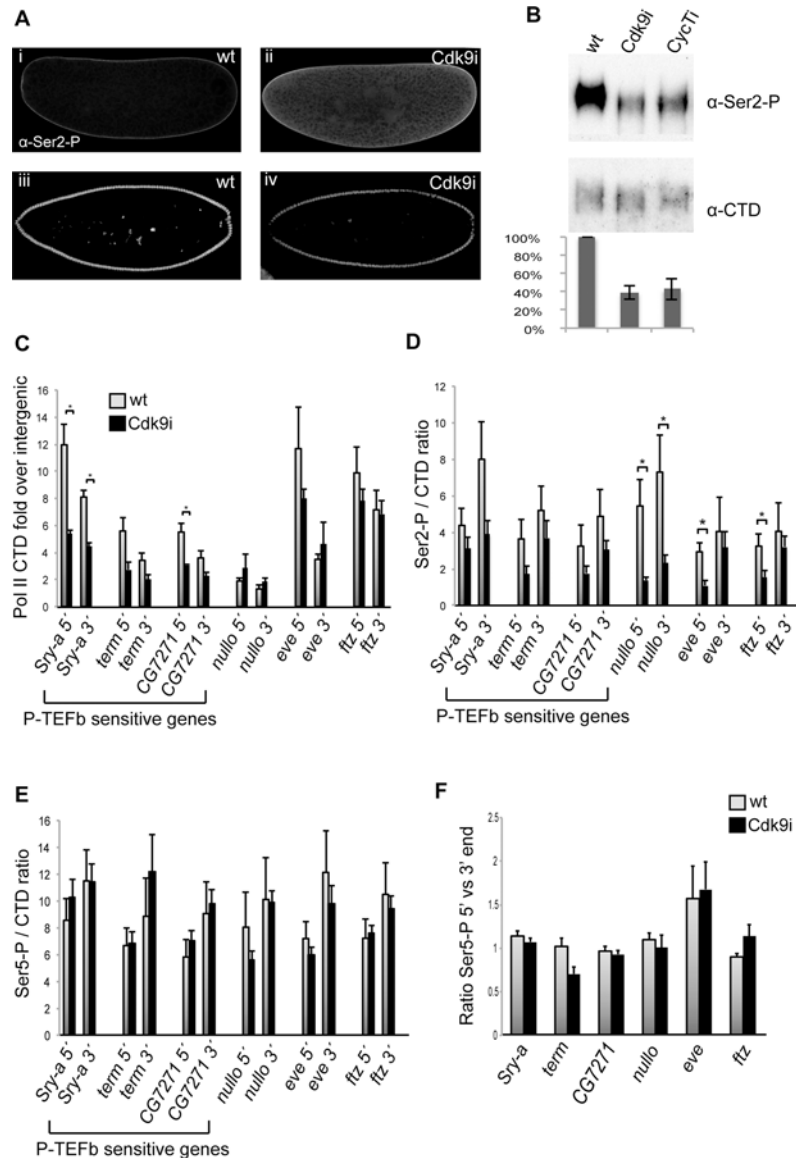 A
i
wt
α-Ser2-P
ii
Cdk9i
iii
wt
iv
Cdk9i
B
wt
Cdk9i
CycTi
α-Ser2-P
α-CTD
100%
80%
60%
40%
20%
0%
C
Pol II CTD fold over intergenic
16
14
12
10
8
6
4
2
0
wt
Cdk9i
*
*
*
Sry-a 5´
Sry-a 3´
term 5´
term 3´
CG7271 5´
CG7271 3´
nullo 5´
nullo 3´
eve 5´
eve 3´
ftz 5´
ftz 3´
P-TEFb sensitive genes
D
Ser2-P / CTD ratio
12
10
8
6
4
2
0
*
*
*
*
Sry-a 5´
Sry-a 3´
term 5´
term 3´
CG7271 5´
CG7271 3´
nullo 5´
nullo 3´
eve 5´
eve 3´
ftz 5´
ftz 3´
P-TEFb sensitive genes
E
Ser5-P / CTD ratio
16
14
12
10
8
6
4
2
0
Sry-a 5´
Sry-a 3´
term 5´
term 3´
CG7271 5´
CG7271 3´
nullo 5´
nullo 3´
eve 5´
eve 3´
ftz 5´
ftz 3´
P-TEFb sensitive genes
F
wt
Cdk9i
Ratio Ser5-P 5’ vs 3’ end
2.5
2
1.5
1
0.5
0
Sry-a
term
CG7271
nullo
eve
ftz